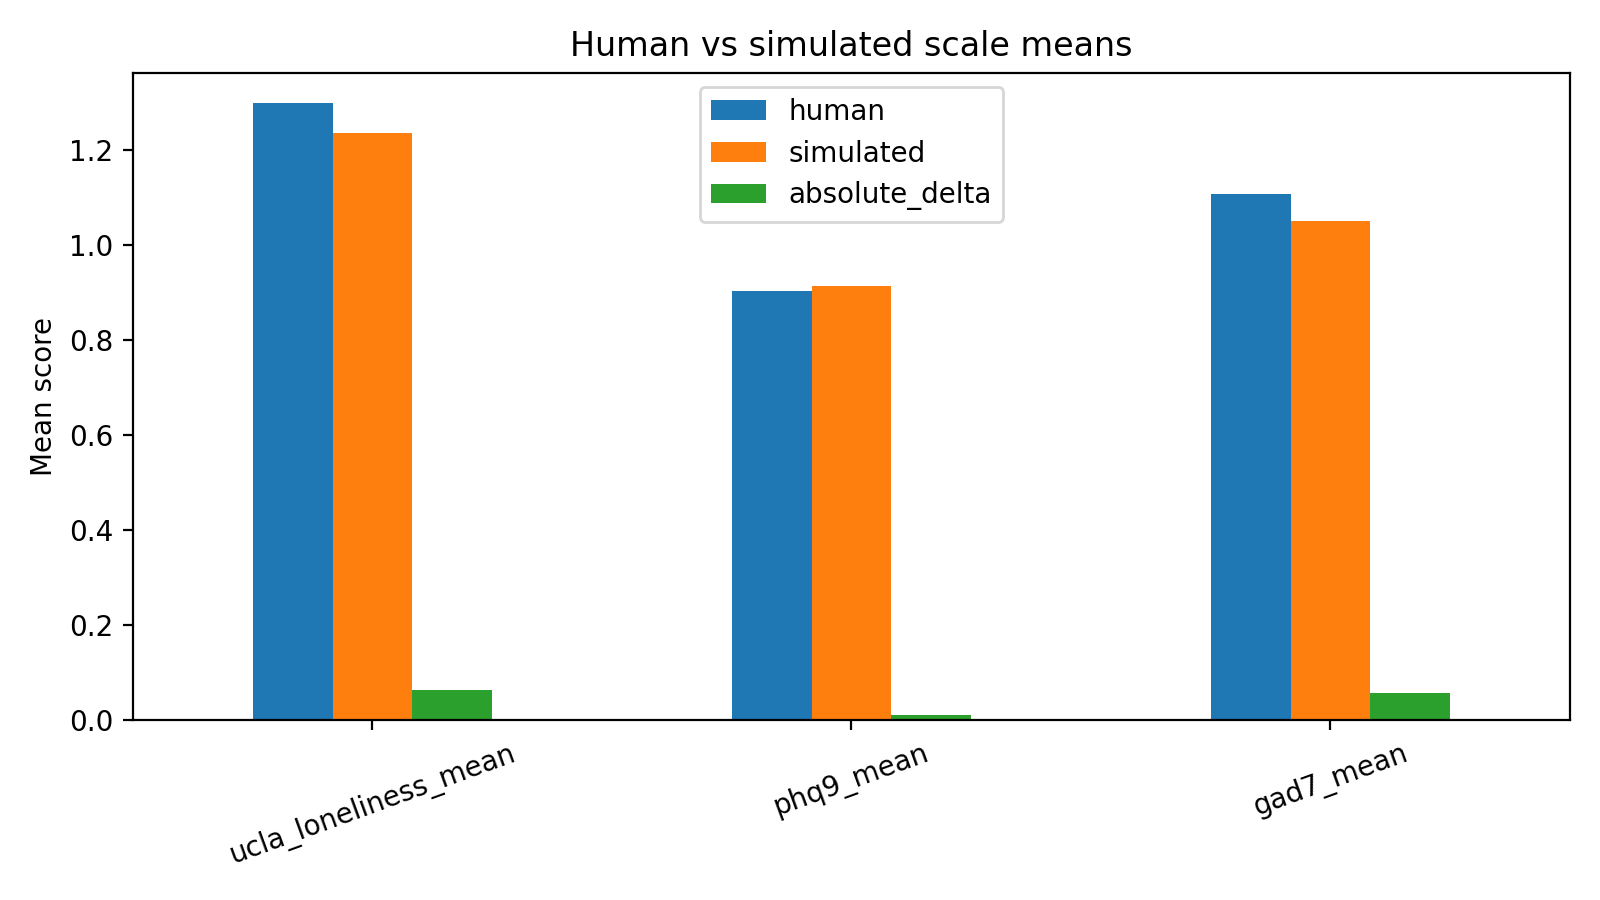 Human vs simulated scale means
human
simulated
absolute_delta
Mean score
1.2
1.0
0.8
0.6
0.4
0.2
0.0
ucla_loneliness_mean
phq9_mean
gad7_mean